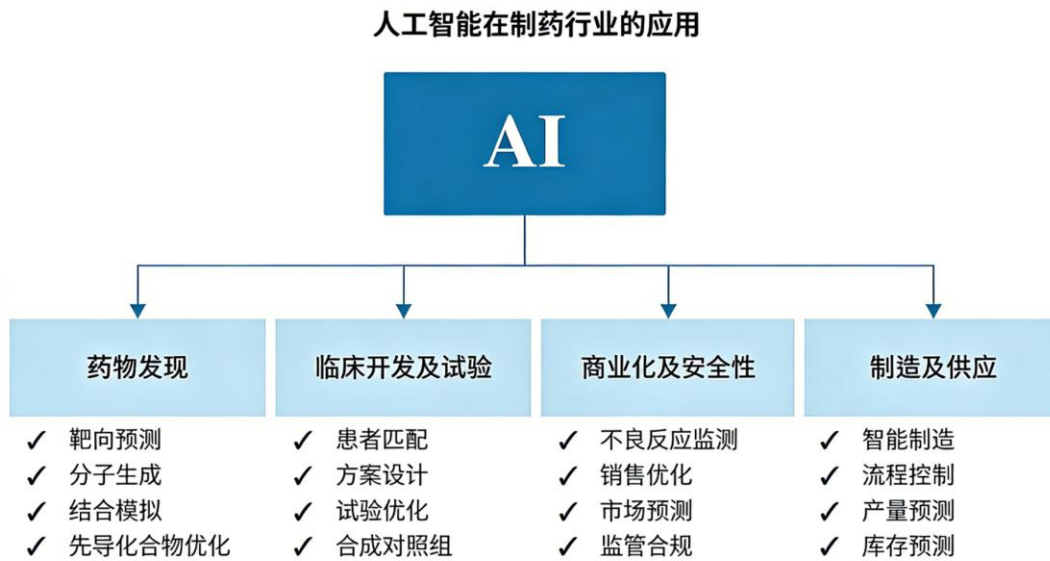 人工智能在制药行业的应用
AI
药物发现
✓ 靶向预测
✓ 分子生成
✓ 结合模拟
✓ 先导化合物优化
临床开发及试验
✓ 患者匹配
✓ 方案设计
✓ 试验优化
✓ 合成对照组
商业化及安全性
✓ 不良反应监测
✓ 销售优化
✓ 市场预测
✓ 监管合规
制造及供应
✓ 智能制造
✓ 流程控制
✓ 产量预测
✓ 库存预测